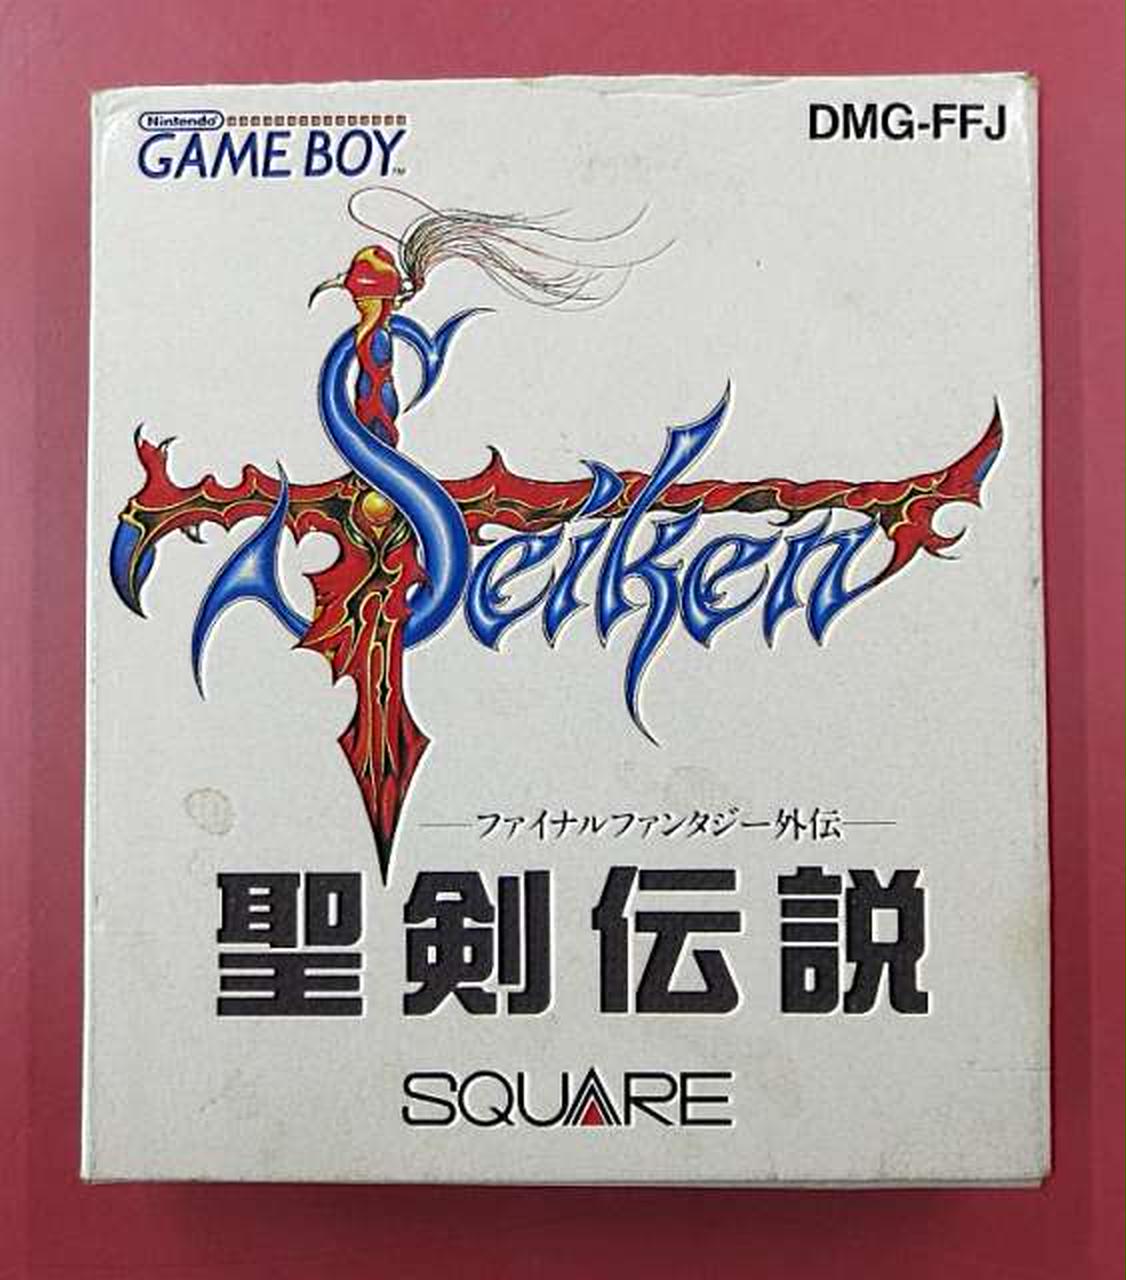 Nintendo
GAME BOY™
DMG-FFJ
Seiken
ファイナルファンタジー外伝
聖剣伝説
SQUARE